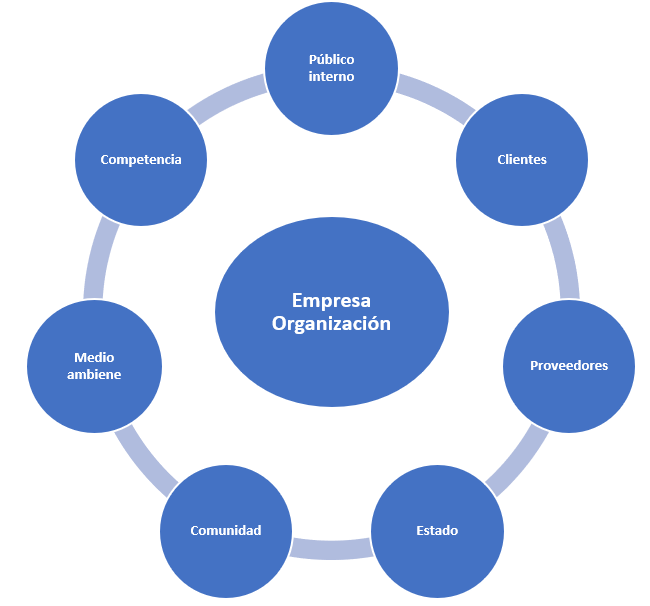 Público
interno
Clientes
Proveedores
Estado
Comunidad
Medio
ambiene
Competencia
Empresa
Organización